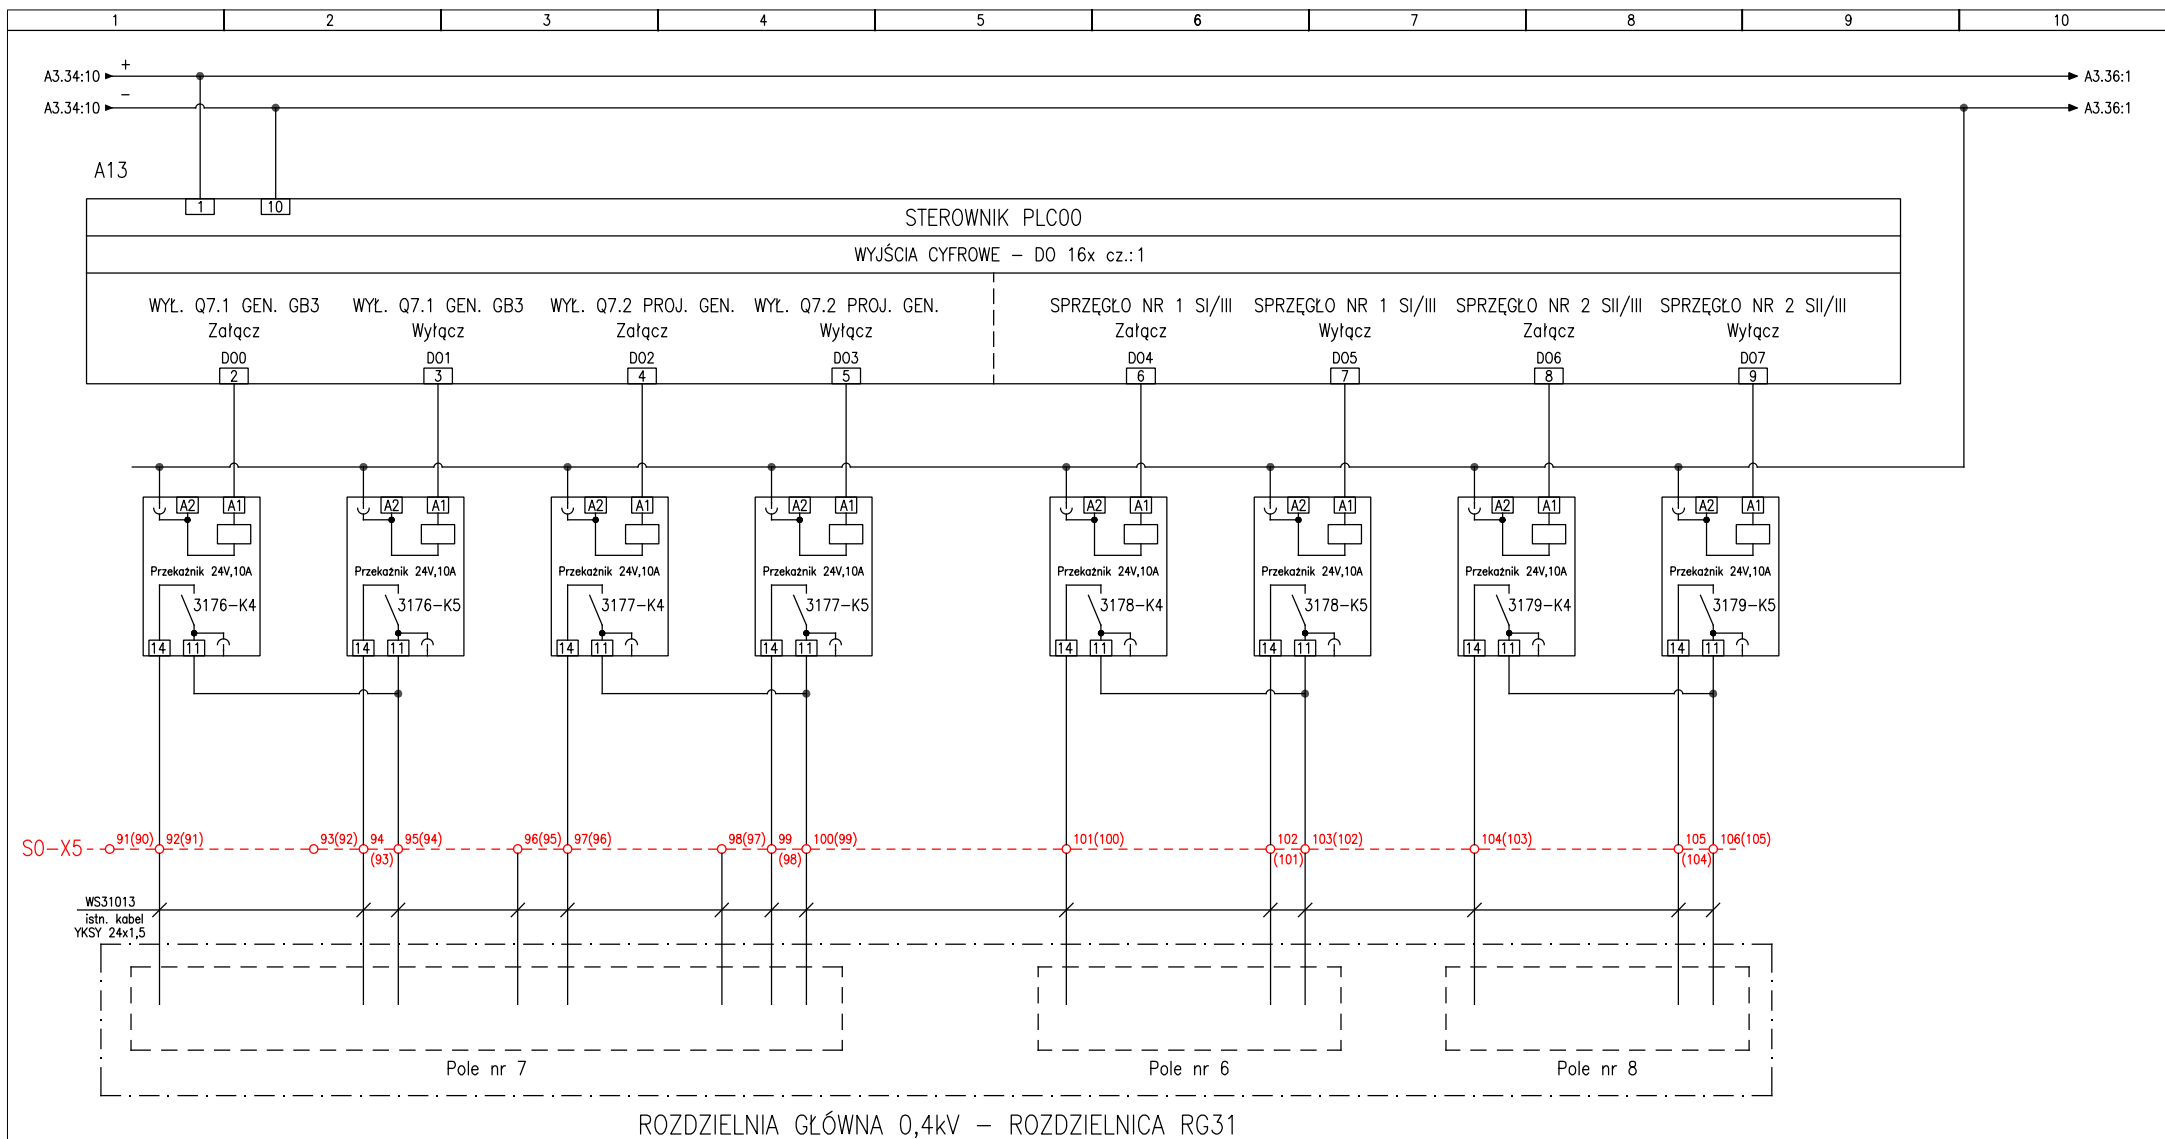 1 2 3 4 5 6 7 8 9 10
+
A3.34:10 A3.36:1
−
A3.34:10 A3.36:1
A13
1 10
STEROWNIK PLC00
WYJŚCIA CYFROWE – DO 16x cz.:1
WYŁ. Q7.1 GEN. GB3 WYŁ. Q7.1 GEN. GB3 WYŁ. Q7.2 PROJ. GEN. WYŁ. Q7.2 PROJ. GEN. SPRZĘGŁO NR 1 SI/III SPRZĘGŁO NR 1 SI/III SPRZĘGŁO NR 2 SII/III SPRZĘGŁO NR 2 SII/III
Załącz Wyłącz Załącz Wyłącz Załącz Wyłącz Załącz Wyłącz
DO0 DO1 DO2 DO3 DO4 DO5 DO6 DO7
2 3 4 5 6 7 8 9
A2 A1 A2 A1 A2 A1 A2 A1 A2 A1 A2 A1 A2 A1 A2 A1
Przekaźnik 24V,10A Przekaźnik 24V,10A Przekaźnik 24V,10A Przekaźnik 24V,10A Przekaźnik 24V,10A Przekaźnik 24V,10A Przekaźnik 24V,10A Przekaźnik 24V,10A
3176–K4 3176–K5 3177–K4 3177–K5 3178–K4 3178–K5 3179–K4 3179–K5
14 11 14 11 14 11 14 11 14 11 14 11 14 11 14 11
S0–X5 91(90) 92(91) 93(92) 94 95(94) 96(95) 97(96) 98(97) 99 100(99) 101(100) 102 103(102) 104(103) 105 106(105)
(93) (98) (101) (104)
WS31013
istn. kabel
YKSY 24x1,5
Pole nr 7 Pole nr 6 Pole nr 8
ROZDZIELNIA GŁÓWNA 0,4kV – ROZDZIELNICA RG31